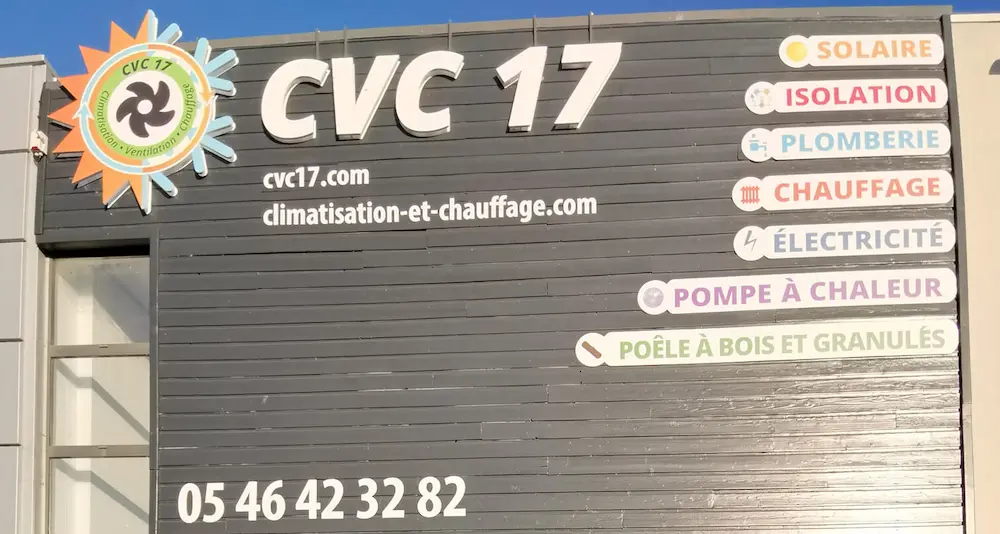 CVC 17
Climatisation • Ventilation • Chauffage
CVC 17
cvc17.com
climatisation-et-chauffage.com
SOLAIRE
ISOLATION
PLOMBERIE
CHAUFFAGE
ÉLECTRICITÉ
POMPE À CHALEUR
POÊLE À BOIS ET GRANULÉS
05 46 42 32 82